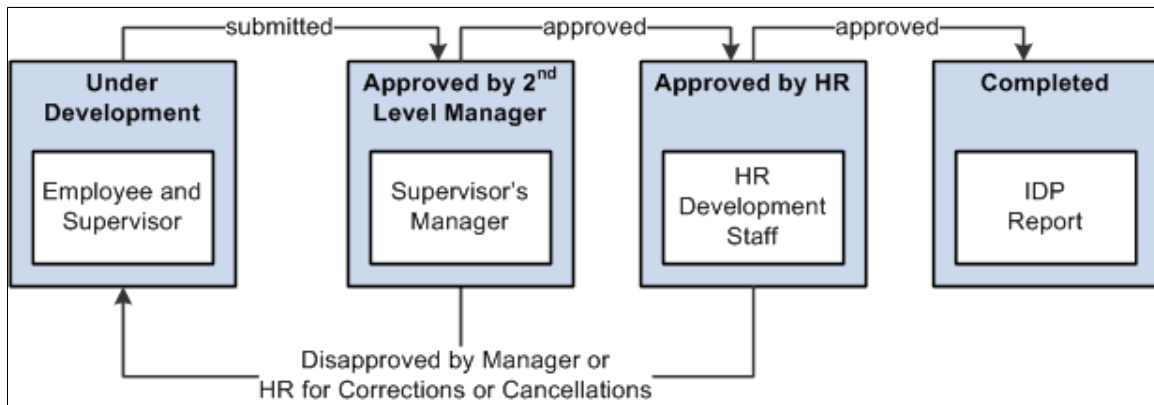 submitted
approved
approved
Under
Development
Approved by 2nd
Level Manager
Approved by HR
Completed
Employee and
Supervisor
Supervisor's
Manager
HR
Development
Staff
IDP
Report
Disapproved by Manager or
HR for Corrections or Cancellations